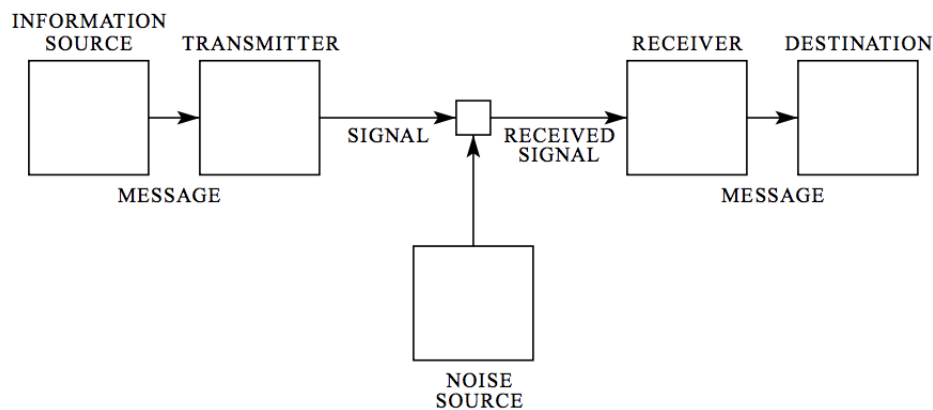 INFORMATION
SOURCE
TRANSMITTER
RECEIVER
DESTINATION
SIGNAL
RECEIVED
SIGNAL
MESSAGE
MESSAGE
NOISE
SOURCE